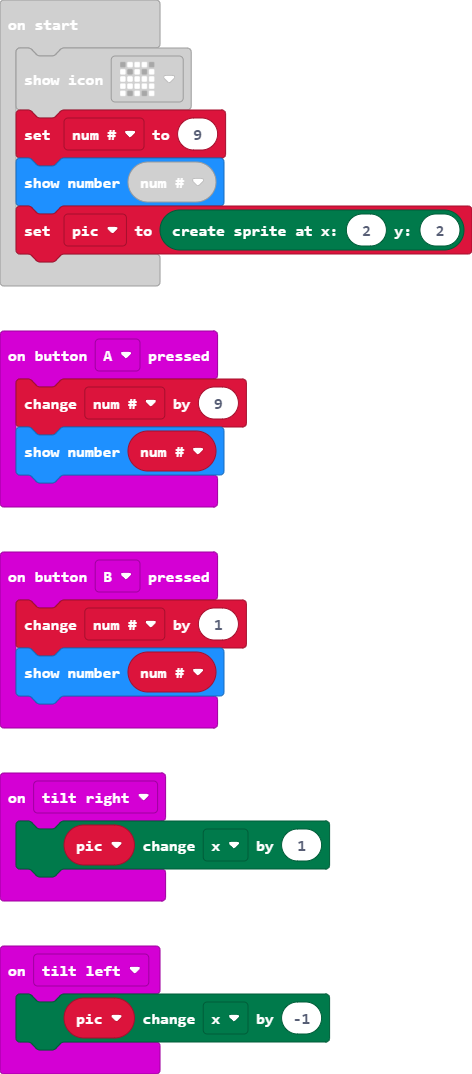 on start
show icon
set num # to 9
show number num #
set pic to create sprite at x: 2 y: 2
on button A pressed
change num # by 9
show number num #
on button B pressed
change num # by 1
show number num #
on tilt right
pic change x by 1
on tilt left
pic change x by -1